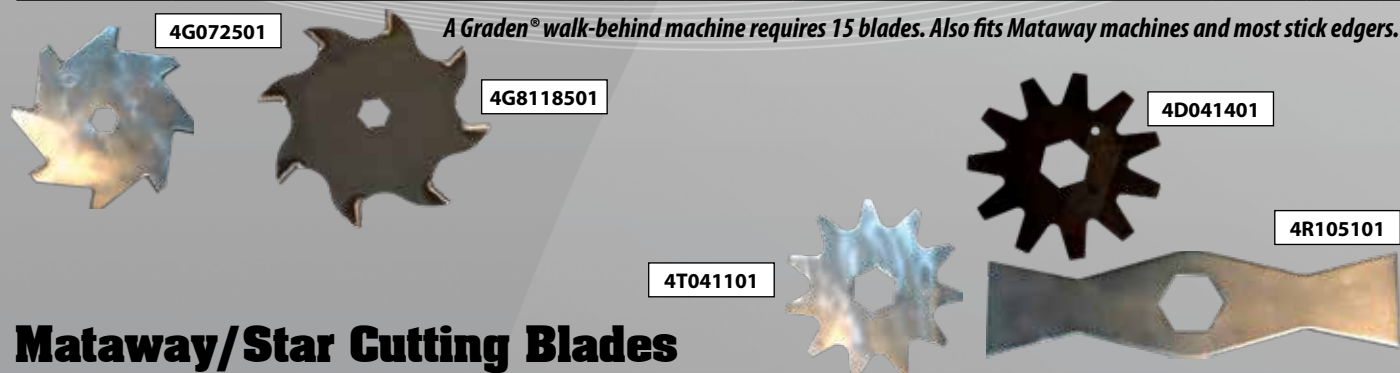 A Graden® walk-behind machine requires 15 blades. Also fits Mataway machines and most stick edgers.
4G072501
4G8118501
4D041401
4R105101
4T041101
Mataway/Star Cutting Blades